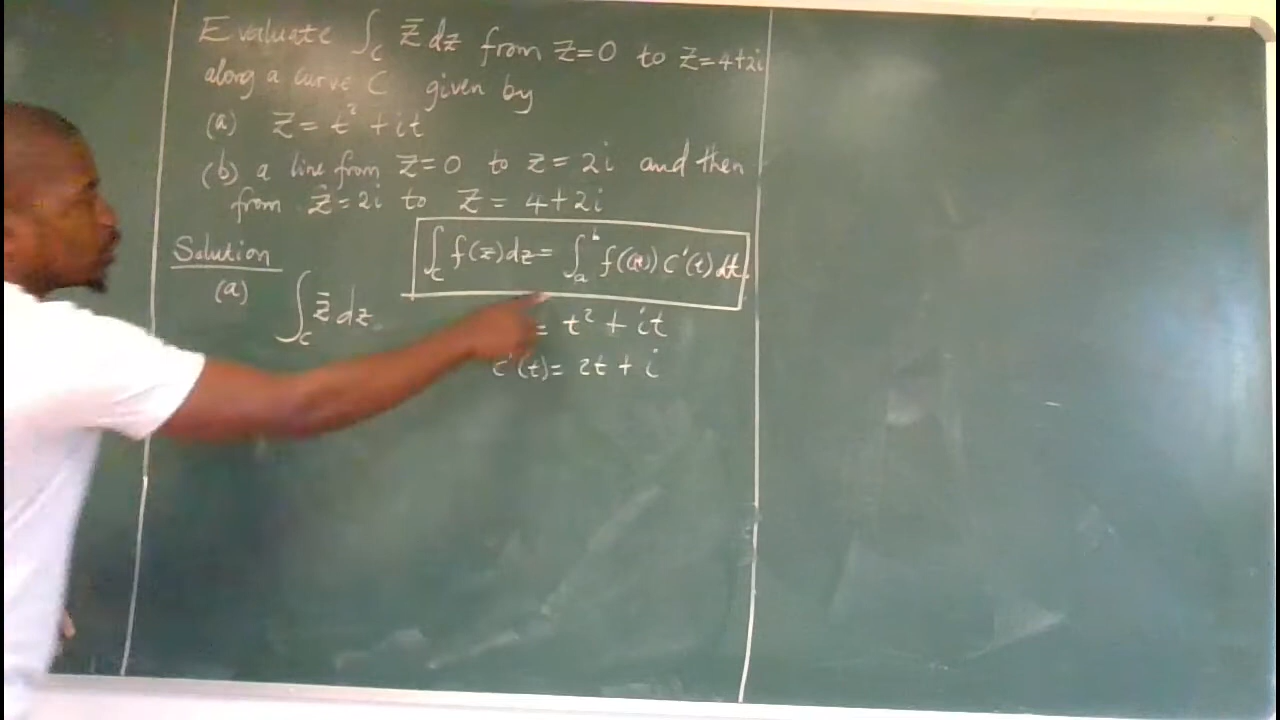 Evaluate ∫_C z̄ dz from z=0 to z=4+2i
along a curve C given by
(a) z = t² + it
(b) a line from z=0 to z=2i and then
from z=2i to z = 4+2i
Solution
∫_C f(z)dz = ∫_a^b f(c(t)) c'(t) dt
(a) ∫_C z̄ dz
= t² + it
c'(t) = 2t + i